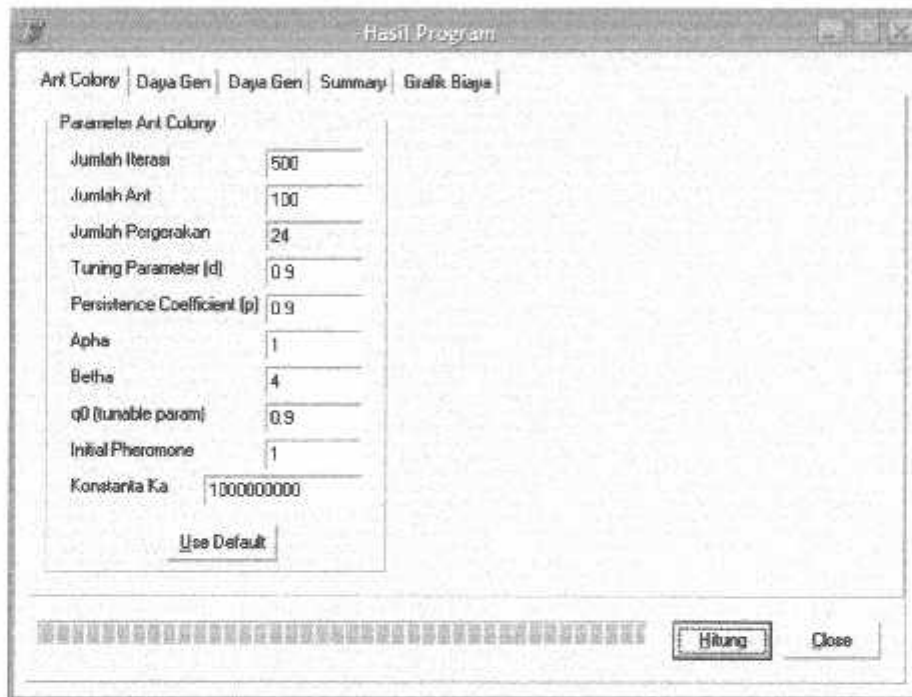 Hasil Program
Ant Colony Daya Gen Daya Gen Summary Grafik Biaya
Parameter Ant Colony
Jumlah Iterasi 500
Jumlah Ant 100
Jumlah Pergerakan 24
Tuning Parameter (d) 0.9
Persistence Coefficient (p) 0.9
Apha 1
Betha 4
q0 (tunable param) 0.9
Initial Pheromone 1
Konstanta Ka 1000000000
Use Default
Hitung Close